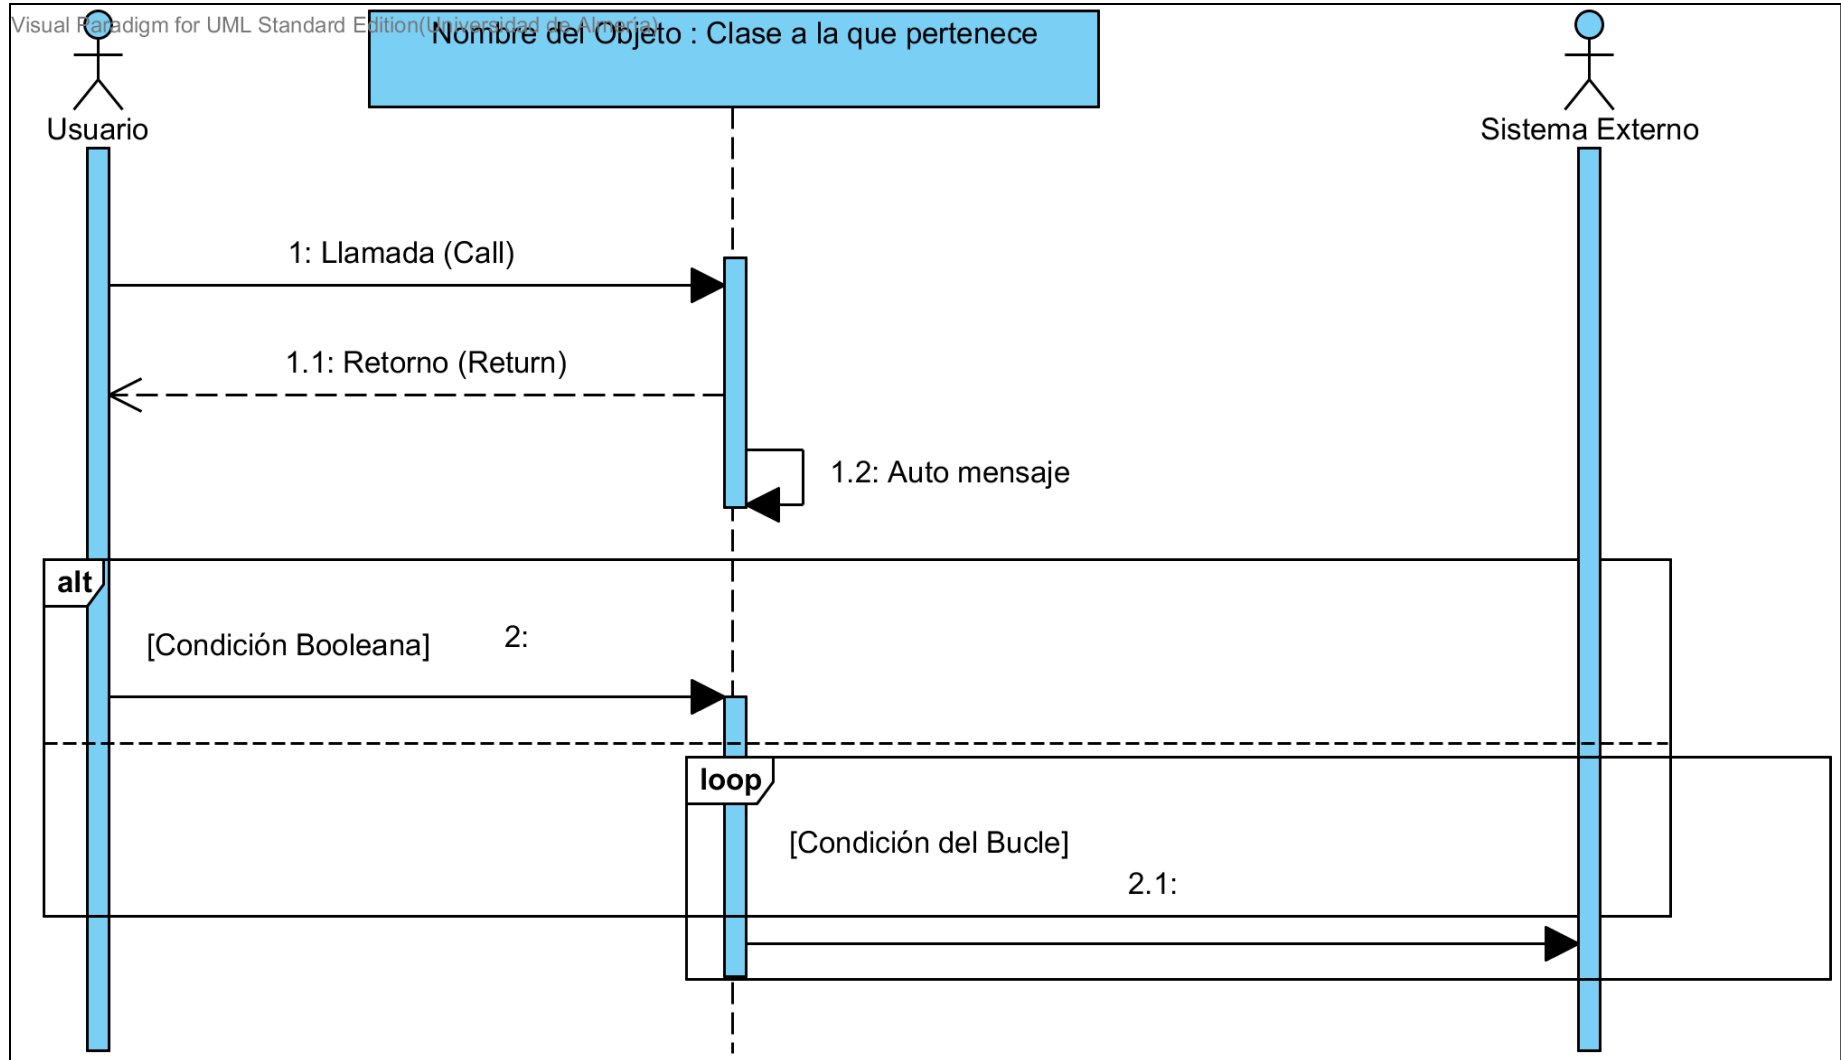 Visual Paradigm for UML Standard Edition(Universidad de Almería)
Nombre del Objeto : Clase a la que pertenece
Usuario
Sistema Externo
1: Llamada (Call)
1.1: Retorno (Return)
1.2: Auto mensaje
alt
[Condición Booleana]
2:
loop
[Condición del Bucle]
2.1: